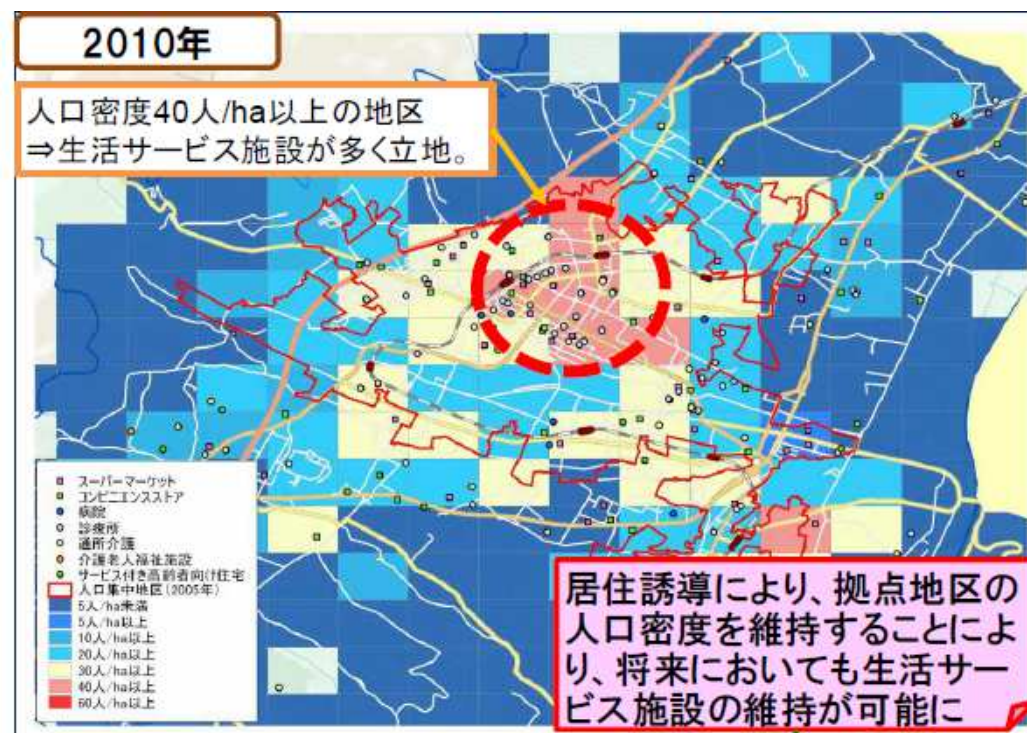 2010年
人口密度40人/ha以上の地区
⇒生活サービス施設が多く立地。
スーパーマーケット
コンビニエンスストア
病院
診療所
通所介護
介護老人福祉施設
サービス付き高齢者向け住宅
人口集中地区(2005年)
5人/ha未満
5人/ha以上
10人/ha以上
20人/ha以上
30人/ha以上
40人/ha以上
60人/ha以上
居住誘導により、拠点地区の
人口密度を維持することによ
り、将来においても生活サー
ビス施設の維持が可能に